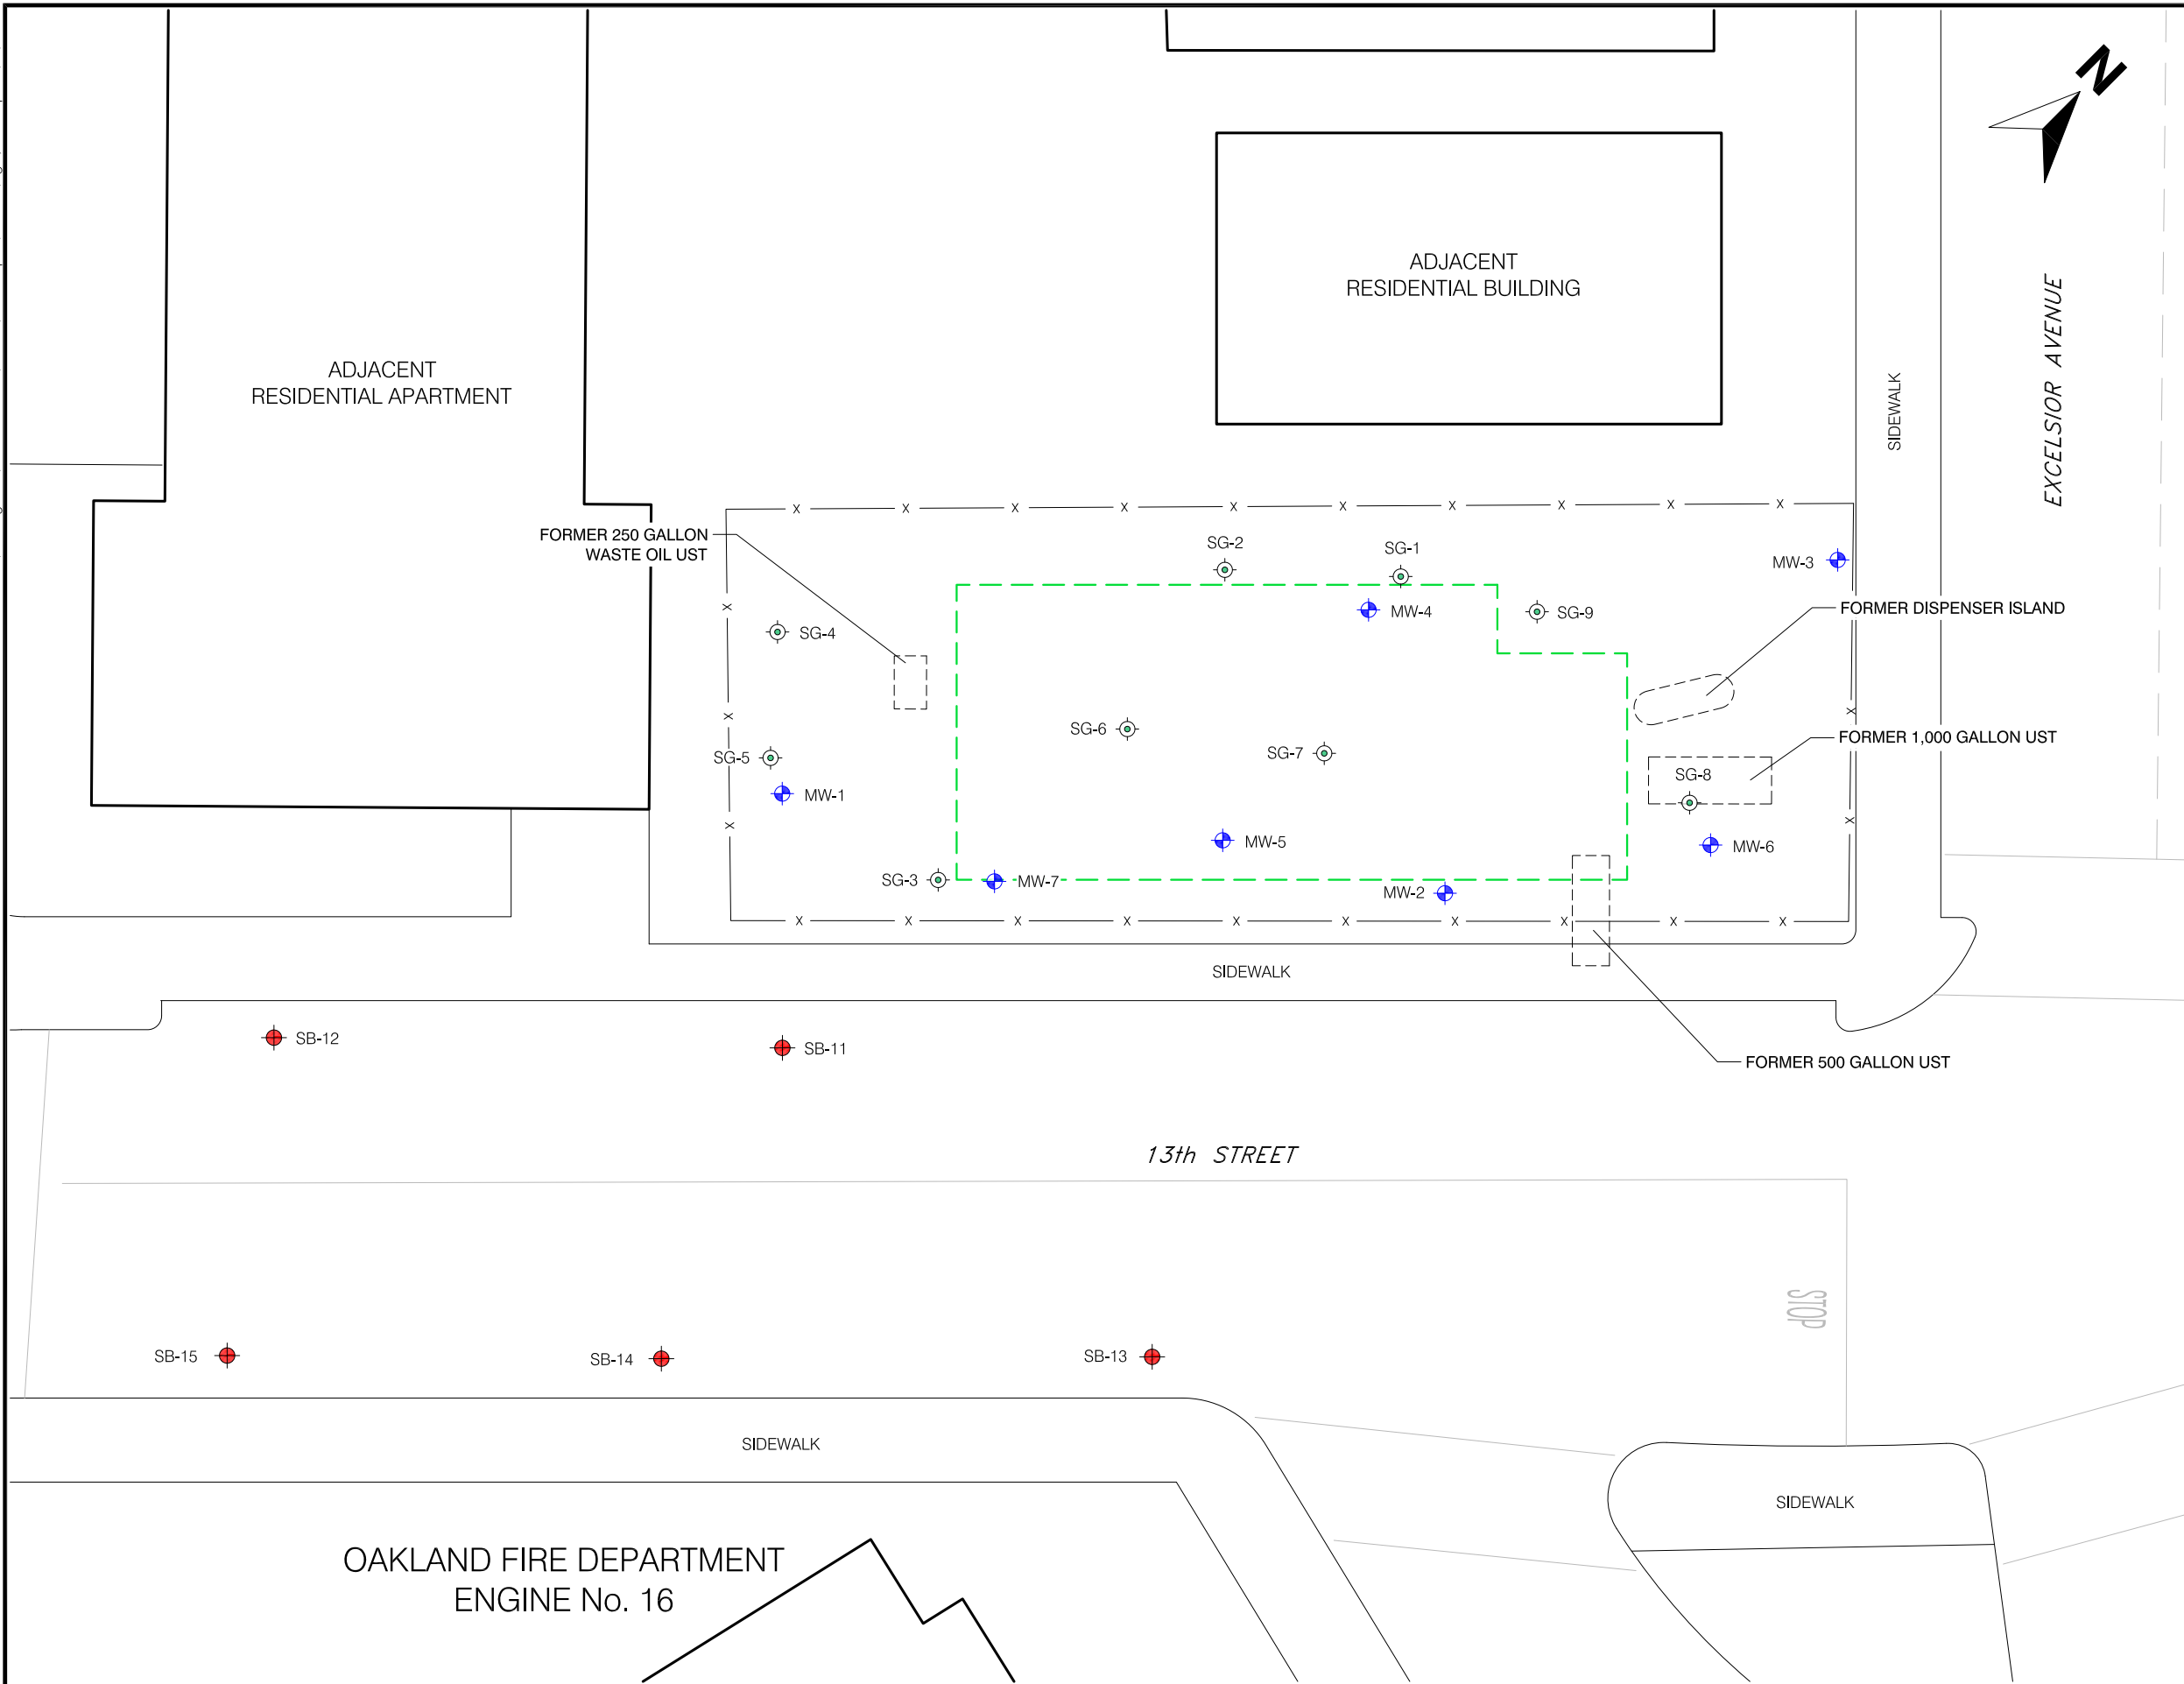 N
ADJACENT
RESIDENTIAL BUILDING
EXCELSIOR AVENUE
ADJACENT
RESIDENTIAL APARTMENT
SIDEWALK
FORMER 250 GALLON
WASTE OIL UST
SG-2
SG-1
MW-3
SG-9
MW-4
FORMER DISPENSER ISLAND
SG-4
SG-6
SG-7
FORMER 1,000 GALLON UST
SG-5
SG-8
MW-1
MW-5
MW-6
SG-3
MW-7
MW-2
SIDEWALK
SB-12
SB-11
FORMER 500 GALLON UST
13th STREET
STOP
SB-15
SB-14
SB-13
SIDEWALK
SIDEWALK
OAKLAND FIRE DEPARTMENT
ENGINE No. 16